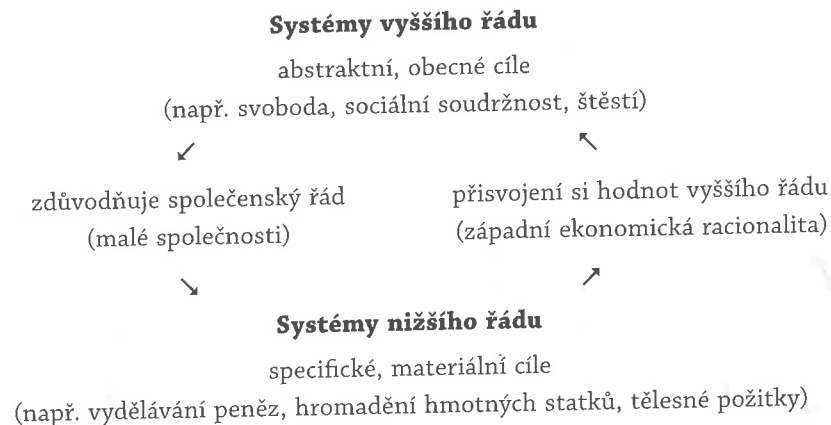 Systémy vyššího řádu
abstraktní, obecné cíle
(např. svoboda, sociální soudržnost, štěstí)
↙ ↖
zdůvodňuje společenský řád
(malé společnosti)
přisvojení si hodnot vyššího řádu
(západní ekonomická racionalita)
↘ ↗
Systémy nižšího řádu
specifické, materiální cíle
(např. vydělávání peněz, hromadění hmotných statků, tělesné požitky)